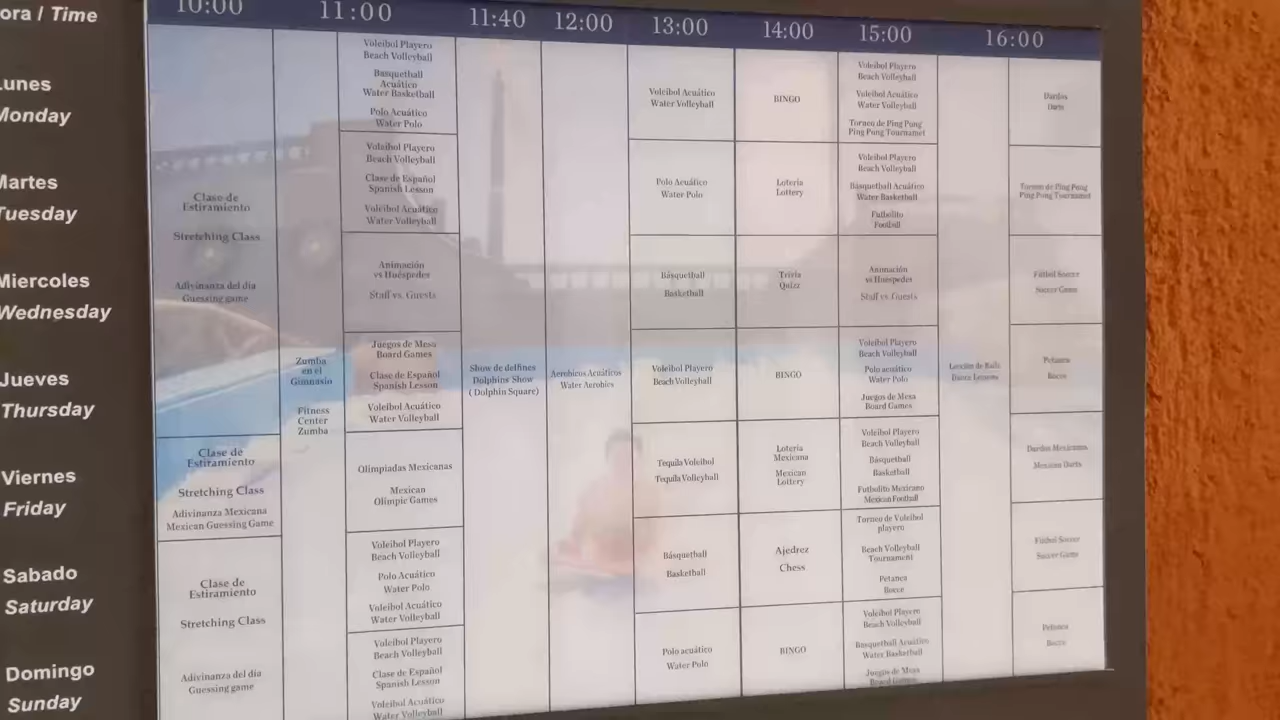 ora / Time
10:00
11:00
11:40
12:00
13:00
14:00
15:00
16:00
Lunes
Monday
Martes
Tuesday
Miercoles
Wednesday
Jueves
Thursday
Viernes
Friday
Sabado
Saturday
Domingo
Sunday
Clase de
Estiramiento
Stretching Class
Adivinanza del dia
Guessing game
Clase de
Estiramiento
Stretching Class
Adivinanza Mexicana
Mexican Guessing Game
Clase de
Estiramiento
Stretching Class
Adivinanza del dia
Guessing game
Zumba
en el
Gimnasio
Fitness
Center
Zumba
Voleibol Playero
Beach Volleyball
Basquetball
Acuático
Water Basketball
Polo Acuático
Water Polo
Voleibol Playero
Beach Volleyball
Clase de Español
Spanish Lesson
Voleibol Acuático
Water Volleyball
Animación
vs Huéspedes
Staff vs. Guests
Juegos de Mesa
Board Games
Clase de Español
Spanish Lesson
Voleibol Acuático
Water Volleyball
Olimpiadas Mexicanas
Mexican
Olimpic Games
Voleibol Playero
Beach Volleyball
Polo Acuático
Water Polo
Voleibol Acuático
Water Volleyball
Voleibol Playero
Beach Volleyball
Clase de Español
Spanish Lesson
Voleibol Acuático
Water Volleyball
Show de delfines
Dolphins Show
( Dolphin Square)
Aerobicos Acuáticos
Water Aerobics
Voleibol Acuático
Water Volleyball
Polo Acuático
Water Polo
Básquetball
Basketball
Voleibol Playero
Beach Volleyball
Tequila Voleibol
Tequila Volleyball
Básquetball
Basketball
Polo acuático
Water Polo
BINGO
Loteria
Lottery
Trivia
Quizz
BINGO
Loteria
Mexicana
Mexican
Lottery
Ajedrez
Chess
BINGO
Voleibol Playero
Beach Volleyball
Voleibol Acuático
Water Volleyball
Torneo de Ping Pong
Ping Pong Tournamet
Voleibol Playero
Beach Volleyball
Básquetball Acuático
Water Basketball
Futbolito
Football
Animación
vs Huéspedes
Staff vs. Guests
Voleibol Playero
Beach Volleyball
Polo acuático
Water Polo
Juegos de Mesa
Board Games
Voleibol Playero
Beach Volleyball
Básquetball
Basketball
Futbolito Mexicano
Mexican Football
Torneo de Voleibol
playero
Beach Volleyball
Tournament
Petanca
Bocce
Voleibol Playero
Beach Volleyball
Basquetball Acuático
Water Basketball
Juegos de Mesa
Board Games
Lección de Baile
Dance Lessons
Dardos
Darts
Torneo de Ping Pong
Ping Pong Tournamet
Fútbol Soccer
Soccer Game
Petanca
Bocce
Dardos Mexicanos
Mexican Darts
Fútbol Soccer
Soccer Game
Petanca
Bocce